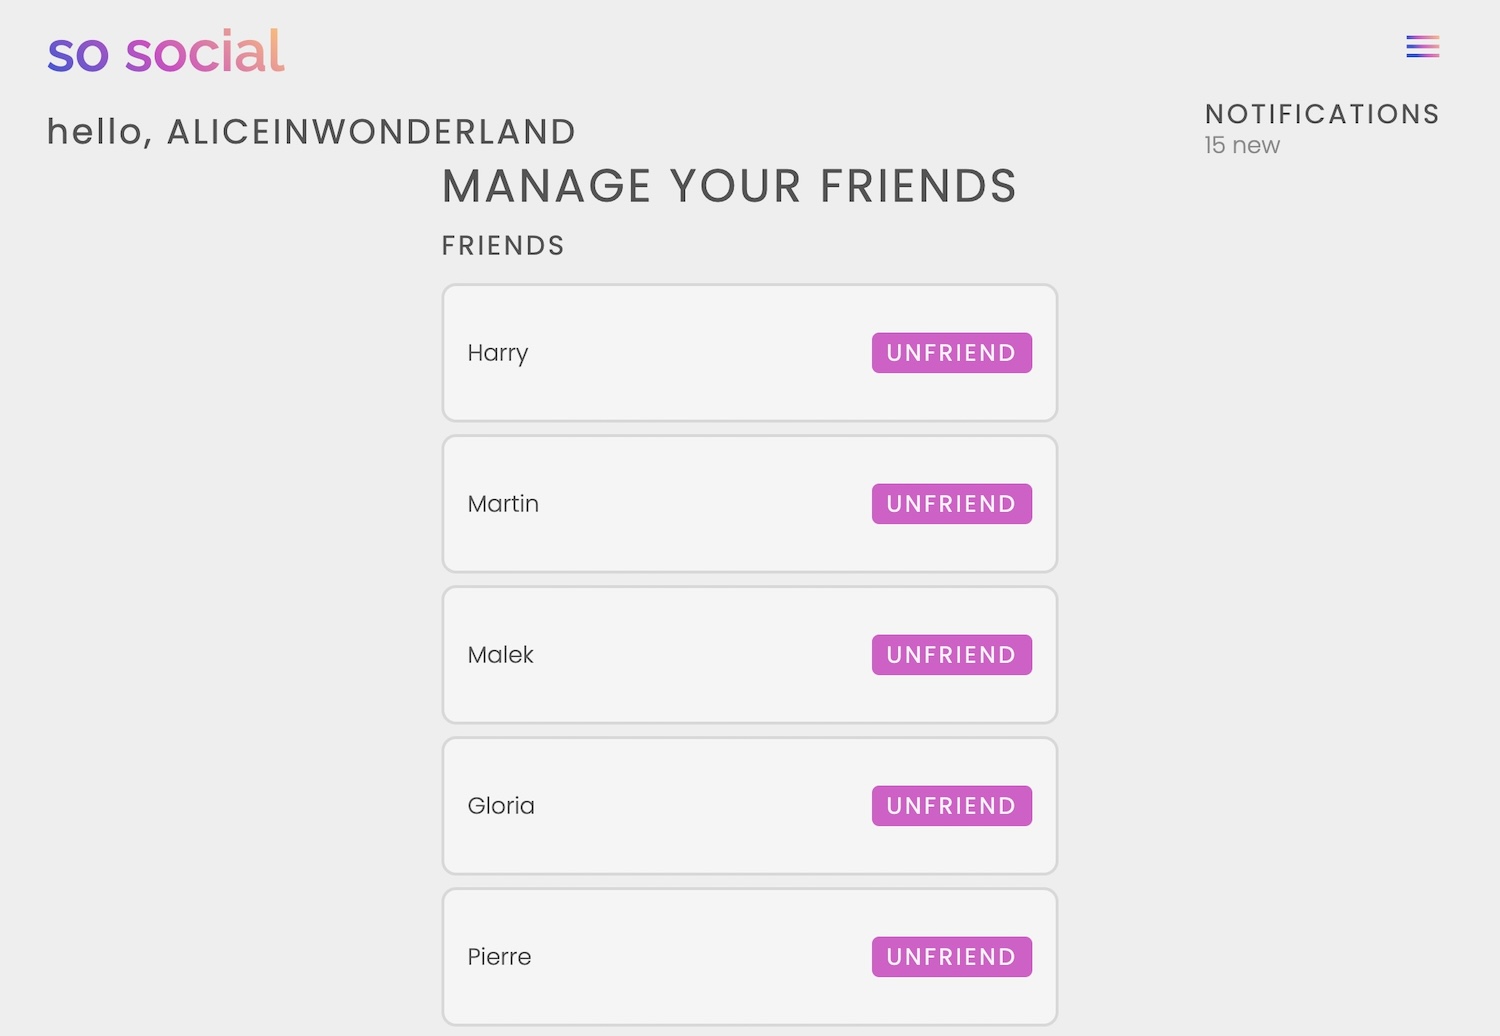 so social
hello, ALICEINWONDERLAND
NOTIFICATIONS
15 new
MANAGE YOUR FRIENDS
FRIENDS
Harry UNFRIEND
Martin UNFRIEND
Malek UNFRIEND
Gloria UNFRIEND
Pierre UNFRIEND